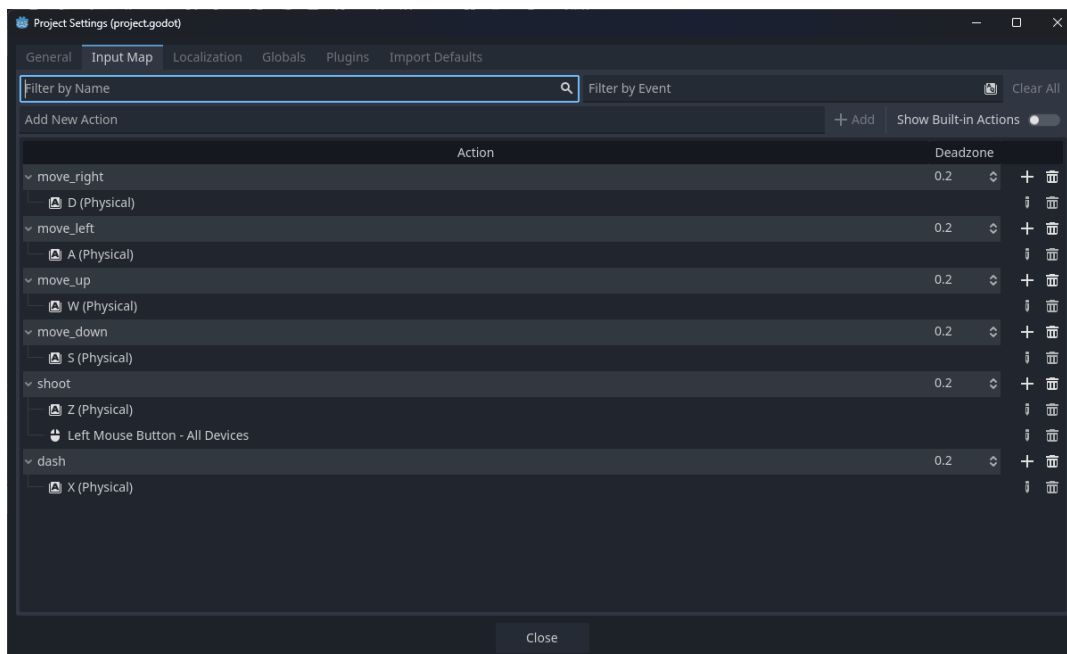 Project Settings (project.godot)
General Input Map Localization Globals Plugins Import Defaults
Filter by Name Filter by Event Clear All
Add New Action + Add Show Built-in Actions
Action Deadzone
move_right 0.2
D (Physical)
move_left 0.2
A (Physical)
move_up 0.2
W (Physical)
move_down 0.2
S (Physical)
shoot 0.2
Z (Physical)
Left Mouse Button - All Devices
dash 0.2
X (Physical)
Close